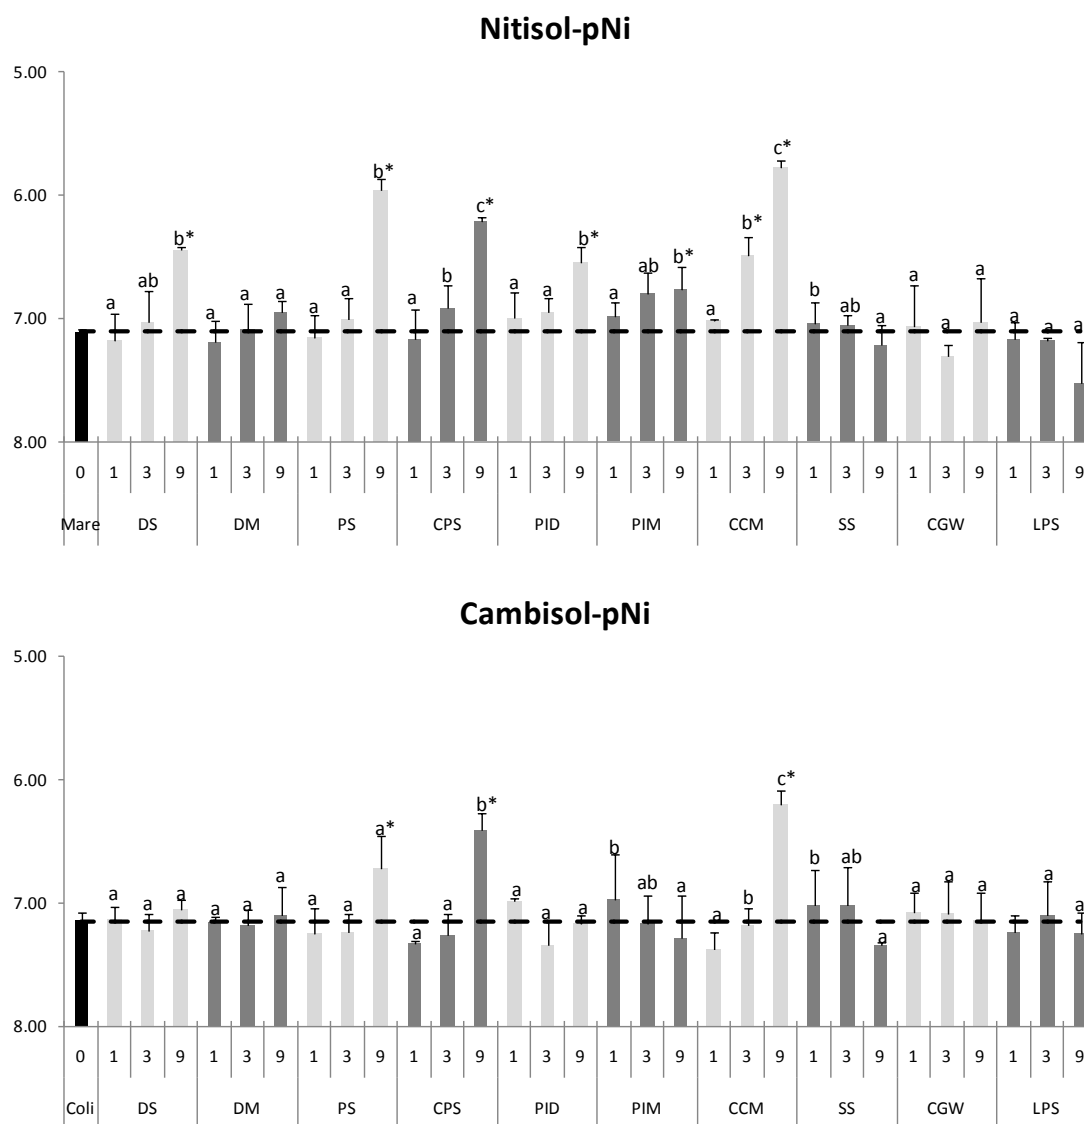 Nitisol-pNi
5.00
6.00
7.00
8.00
a ab b* a a a a a b* a b c* a a b* a ab b* a b* c* b ab a a a a a a a
0 1 3 9 1 3 9 1 3 9 1 3 9 1 3 9 1 3 9 1 3 9 1 3 9 1 3 9 1 3 9
Mare DS DM PS CPS PID PIM CCM SS CGW LPS
Cambisol-pNi
5.00
6.00
7.00
8.00
a a a a a a a a a* a a b* a a a b ab a a b c* b ab a a a a a a
0 1 3 9 1 3 9 1 3 9 1 3 9 1 3 9 1 3 9 1 3 9 1 3 9 1 3 9 1 3 9
Coli DS DM PS CPS PID PIM CCM SS CGW LPS